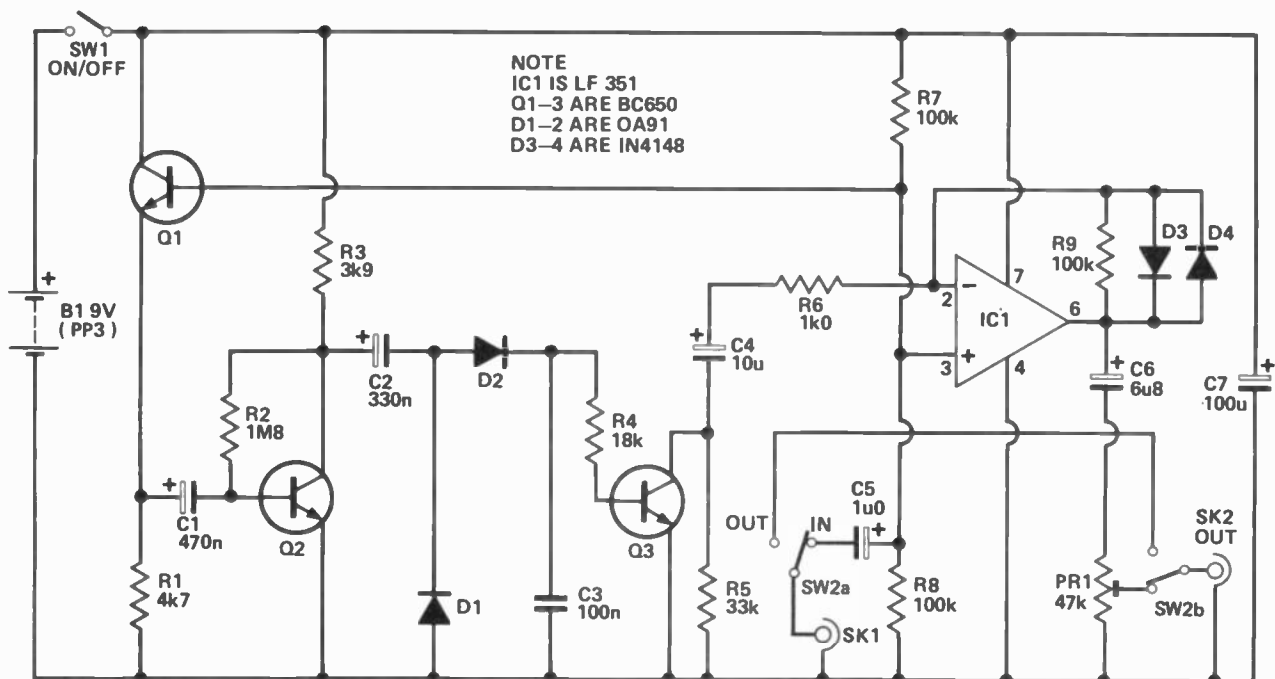 SW1
ON/OFF
NOTE
IC1 IS LF 351
Q1–3 ARE BC650
D1–2 ARE OA91
D3–4 ARE IN4148
R7
100k
Q1
R3
3k9
R9
100k
D3
D4
+
B1 9V
( PP3 )
R6
1k0
2
–
7
IC1
6
+
3
4
+
C4
10u
+
C2
330n
D2
+
C6
6u8
C7
100u
+
R2
1M8
R4
18k
+
C1
470n
Q2
Q3
OUT
IN
C5
1u0
+
SK2
OUT
R1
4k7
D1
C3
100n
R5
33k
SW2a
R8
100k
PR1
47k
SW2b
SK1